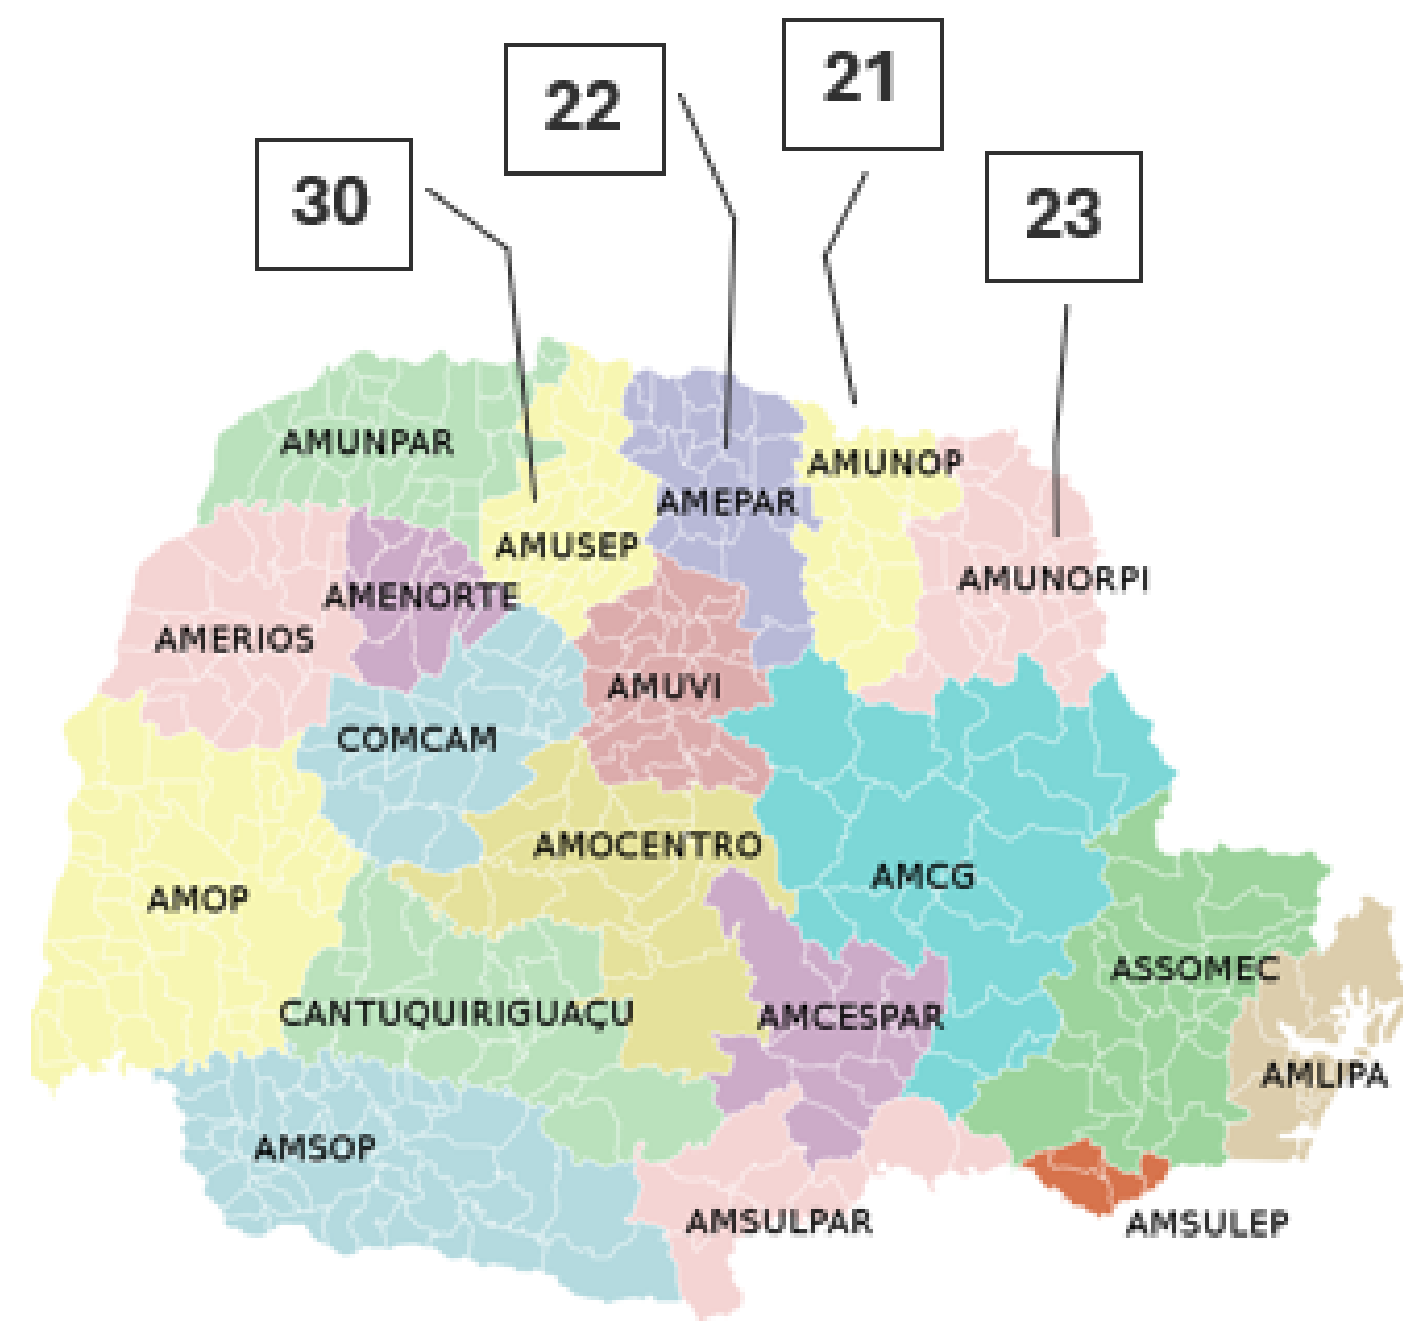 21
22
30
23
AMUNPAR
AMUNOP
AMEPAR
AMUSEP
AMUNORPI
AMENORTE
AMERIOS
AMUVI
COMCAM
AMOCENTRO
AMCG
AMOP
ASSOMEC
CANTUQUIRIGUAÇU
AMCESPAR
AMLIPA
AMSOP
AMSULPAR
AMSULEP